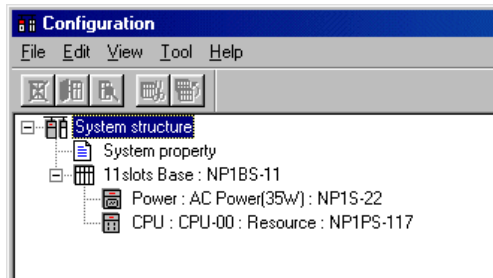 Configuration
File Edit View Tool Help
System structure
System property
11slots Base : NP1BS-11
Power : AC Power(35W) : NP1S-22
CPU : CPU-00 : Resource : NP1PS-117